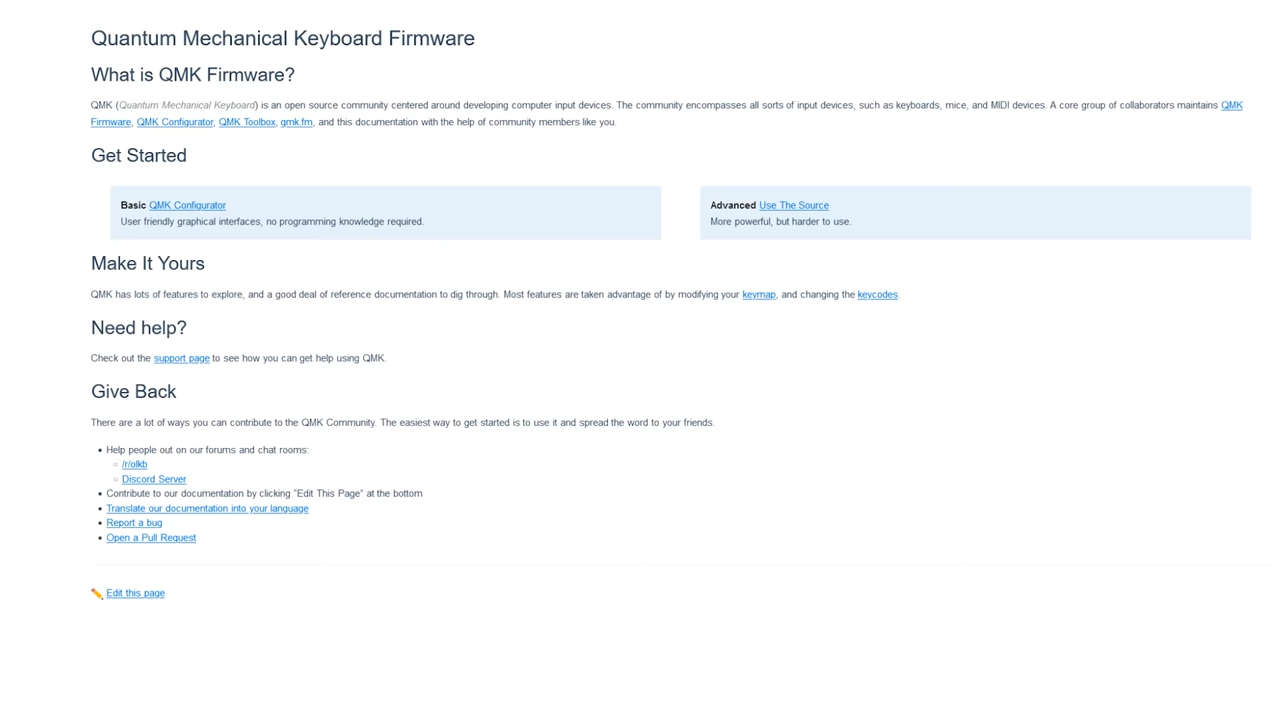 Quantum Mechanical Keyboard Firmware
What is QMK Firmware?
QMK (Quantum Mechanical Keyboard) is an open source community centered around developing computer input devices. The community encompasses all sorts of input devices, such as keyboards, mice, and MIDI devices. A core group of collaborators maintains QMK
Firmware, QMK Configurator, QMK Toolbox, qmk.fm, and this documentation with the help of community members like you.
Get Started
Basic QMK Configurator
User friendly graphical interfaces, no programming knowledge required.
Advanced Use The Source
More powerful, but harder to use.
Make It Yours
QMK has lots of features to explore, and a good deal of reference documentation to dig through. Most features are taken advantage of by modifying your keymap, and changing the keycodes.
Need help?
Check out the support page to see how you can get help using QMK.
Give Back
There are a lot of ways you can contribute to the QMK Community. The easiest way to get started is to use it and spread the word to your friends.
• Help people out on our forums and chat rooms:
○ /r/olkb
○ Discord Server
• Contribute to our documentation by clicking "Edit This Page" at the bottom
• Translate our documentation into your language
• Report a bug
• Open a Pull Request
✏️ Edit this page